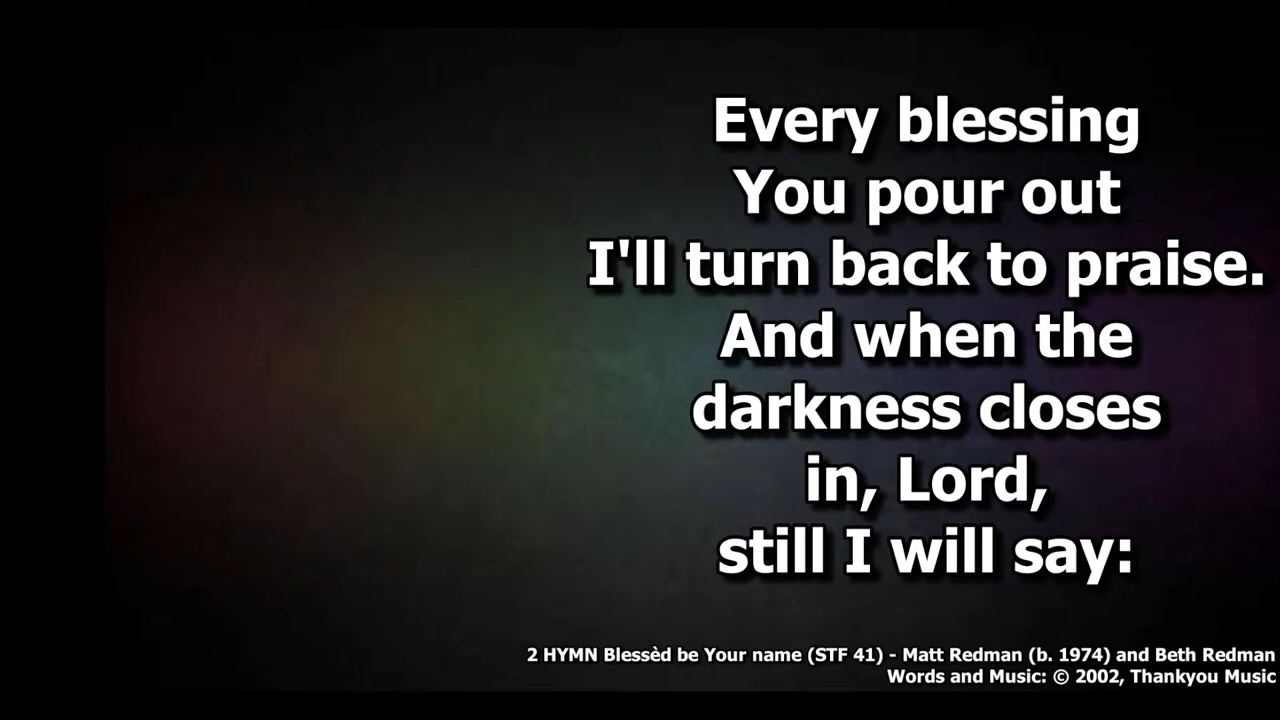 Every blessing
You pour out
I'll turn back to praise.
And when the
darkness closes
in, Lord,
still I will say:
2 HYMN Blessèd be Your name (STF 41) - Matt Redman (b. 1974) and Beth Redman
Words and Music: © 2002, Thankyou Music